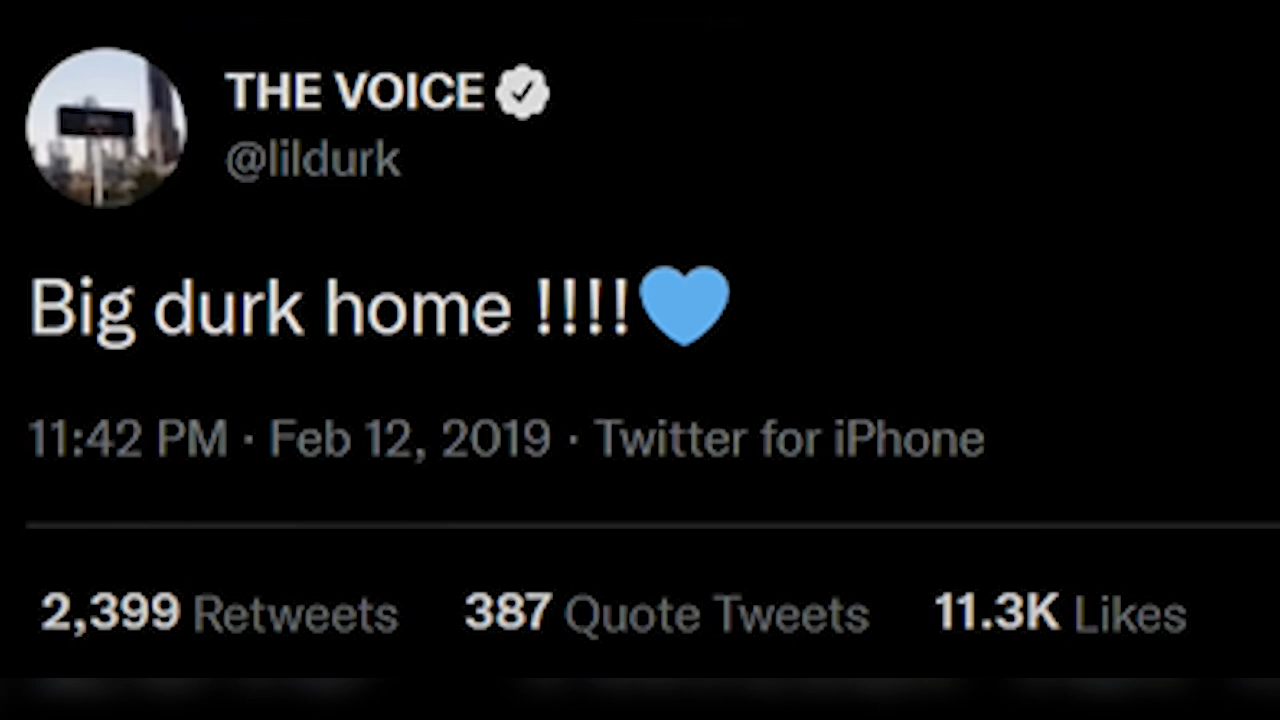 THE VOICE
@lildurk
Big durk home !!!!💙
11:42 PM · Feb 12, 2019 · Twitter for iPhone
2,399 Retweets 387 Quote Tweets 11.3K Likes